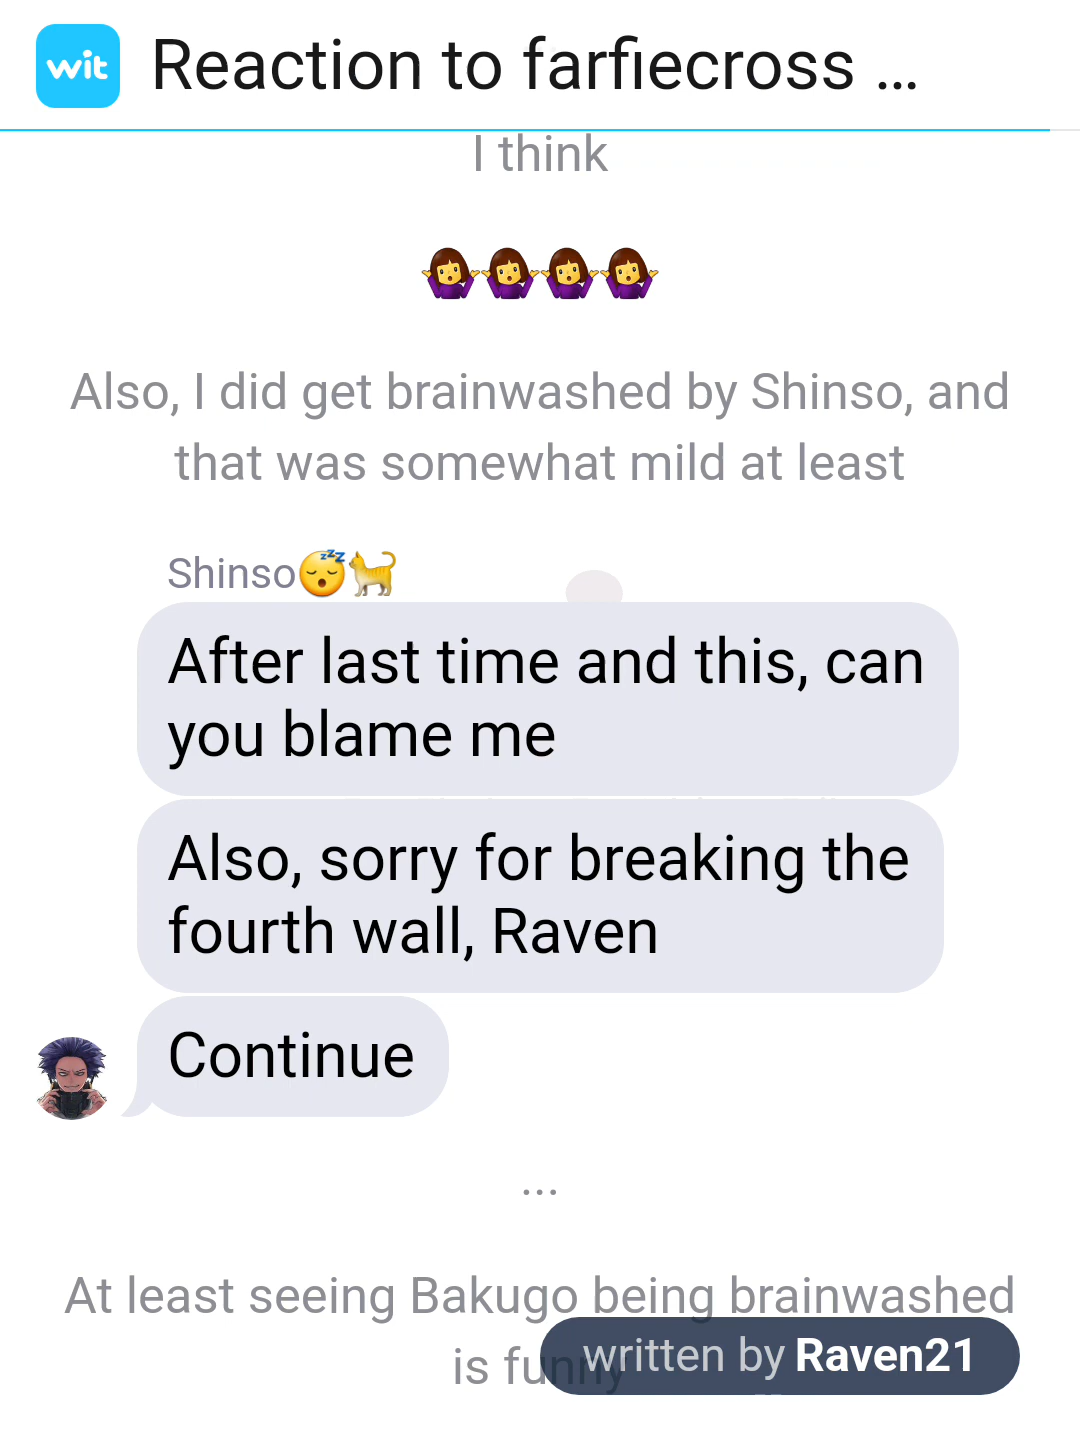 wit
Reaction to farfiecross ...
I think
🤷‍♀️🤷‍♀️🤷‍♀️🤷‍♀️
Also, I did get brainwashed by Shinso, and
that was somewhat mild at least
Shinso😴🐈
After last time and this, can
you blame me
Also, sorry for breaking the
fourth wall, Raven
Continue
...
At least seeing Bakugo being brainwashed
is funny
written by Raven21